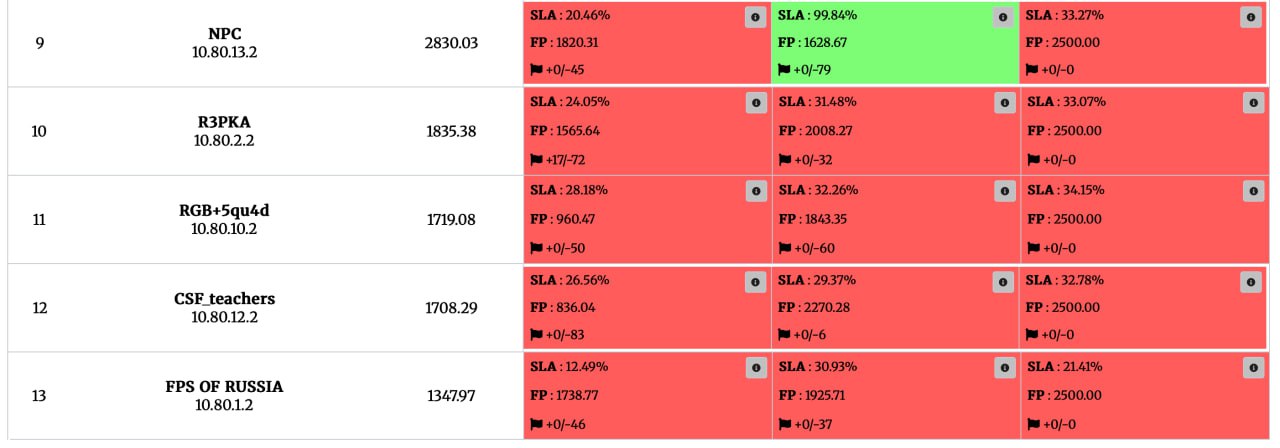 9
NPC
10.80.13.2
2830.03
SLA : 20.46%
FP : 1820.31
+0/-45
SLA : 99.84%
FP : 1628.67
+0/-79
SLA : 33.27%
FP : 2500.00
+0/-0
10
R3PKA
10.80.2.2
1835.38
SLA : 24.05%
FP : 1565.64
+17/-72
SLA : 31.48%
FP : 2008.27
+0/-32
SLA : 33.07%
FP : 2500.00
+0/-0
11
RGB+5qu4d
10.80.10.2
1719.08
SLA : 28.18%
FP : 960.47
+0/-50
SLA : 32.26%
FP : 1843.35
+0/-60
SLA : 34.15%
FP : 2500.00
+0/-0
12
CSF_teachers
10.80.12.2
1708.29
SLA : 26.56%
FP : 836.04
+0/-83
SLA : 29.37%
FP : 2270.28
+0/-6
SLA : 32.78%
FP : 2500.00
+0/-0
13
FPS OF RUSSIA
10.80.1.2
1347.97
SLA : 12.49%
FP : 1738.77
+0/-46
SLA : 30.93%
FP : 1925.71
+0/-37
SLA : 21.41%
FP : 2500.00
+0/-0